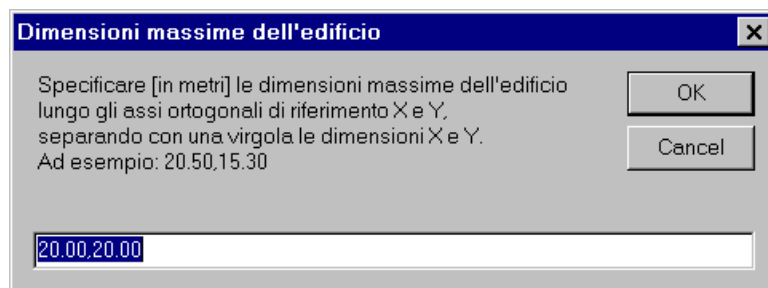 Dimensioni massime dell'edificio
Specificare [in metri] le dimensioni massime dell'edificio
lungo gli assi ortogonali di riferimento X e Y,
separando con una virgola le dimensioni X e Y.
Ad esempio: 20.50,15.30
OK
Cancel
20.00,20.00